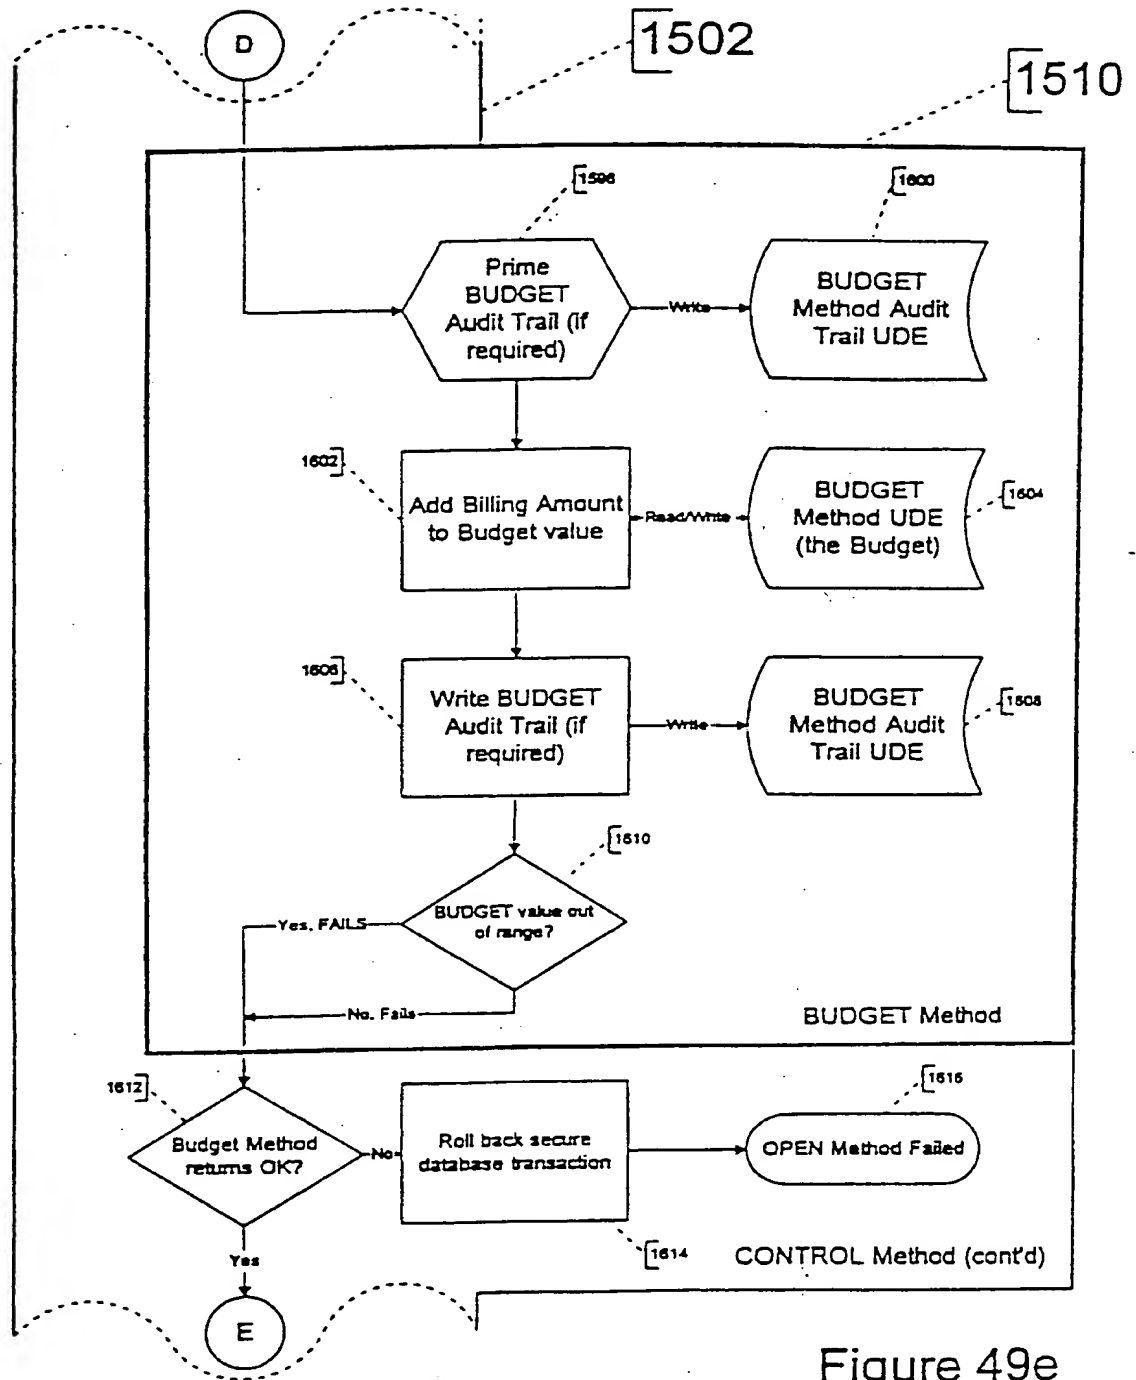 D
1502
1510
1596
1600
Prime
BUDGET
Audit Trail (if
required)
Write
BUDGET
Method Audit
Trail UDE
1602
Add Billing Amount
to Budget value
Read/Write
BUDGET
Method UDE
(the Budget)
1604
1606
Write BUDGET
Audit Trail (if
required)
Write
BUDGET
Method Audit
Trail UDE
1608
1610
BUDGET value out
of range?
Yes, FAILS
No, Fails
BUDGET Method
1612
Budget Method
returns OK?
No
Roll back secure
database transaction
1616
OPEN Method Failed
1614
CONTROL Method (cont'd)
Yes
E
Figure 49e